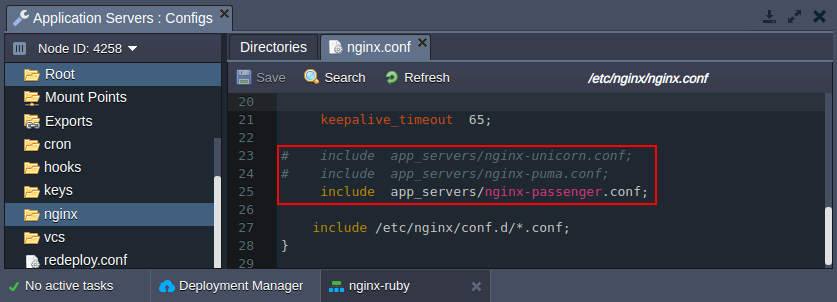 Application Servers : Configs
Node ID: 4258
Root
Mount Points
Exports
cron
hooks
keys
nginx
vcs
redeploy.conf
Directories
nginx.conf
Save
Search
Refresh
/etc/nginx/nginx.conf
20
21 keepalive_timeout 65;
22
23 # include app_servers/nginx-unicorn.conf;
24 # include app_servers/nginx-puma.conf;
25 include app_servers/nginx-passenger.conf;
26
27 include /etc/nginx/conf.d/*.conf;
28 }
29
No active tasks
Deployment Manager
nginx-ruby